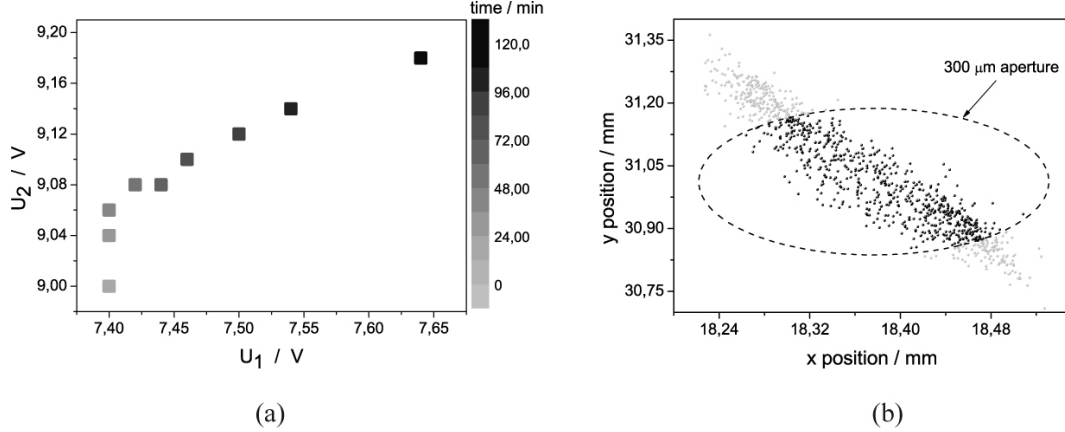 time / min
9,20
9,16
9,12
9,08
9,04
9,00
U2 / V
7,40 7,45 7,50 7,55 7,60 7,65
U1 / V
120,0
96,00
72,00
48,00
24,00
0
(a)
31,35
31,20
31,05
30,90
30,75
y position / mm
300 μm aperture
18,24 18,32 18,40 18,48
x position / mm
(b)